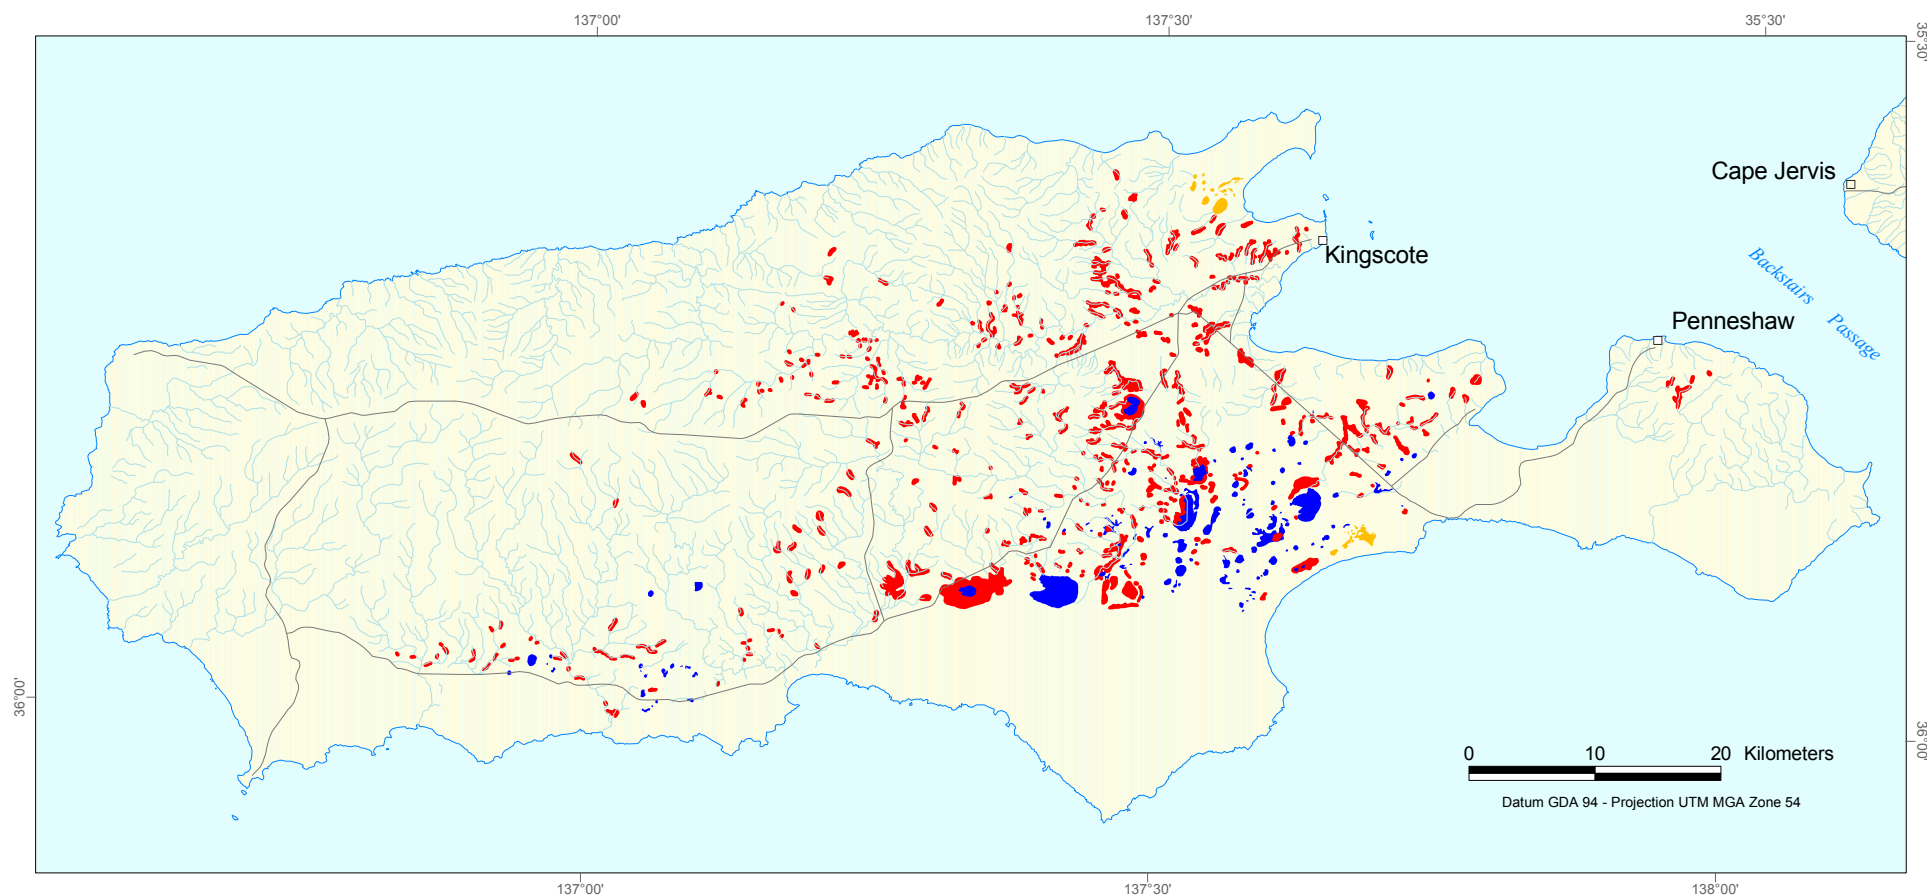 137°00'
137°30'
35°30'
35°30'
Cape Jervis
Kingscote
Backstairs
Passage
Penneshaw
36°00'
36°00'
0 10 20 Kilometers
Datum GDA 94 - Projection UTM MGA Zone 54
137°00'
137°30'
138°00'